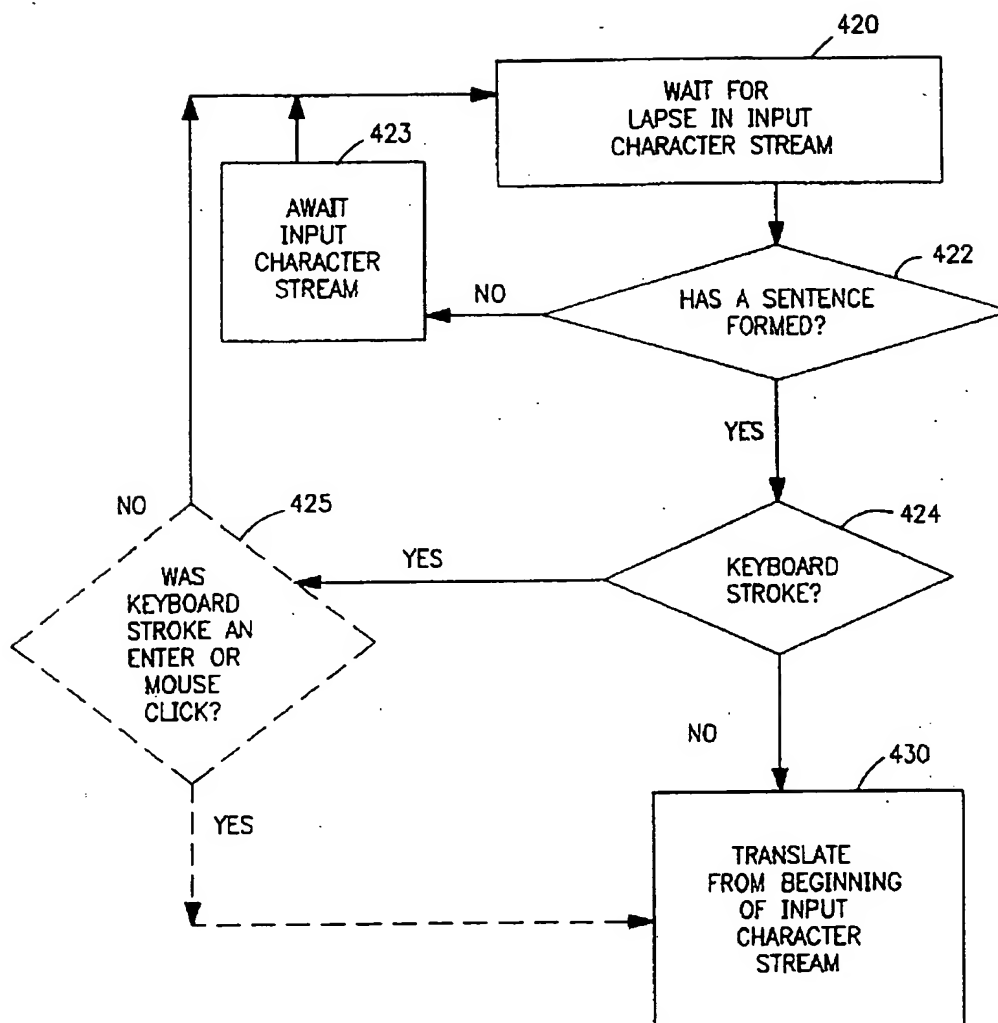 420
WAIT FOR
LAPSE IN INPUT
CHARACTER STREAM
423
AWAIT
INPUT
CHARACTER
STREAM
422
HAS A SENTENCE
FORMED?
NO
YES
424
KEYBOARD
STROKE?
YES
NO
425
NO
WAS
KEYBOARD
STROKE AN
ENTER OR
MOUSE
CLICK?
YES
430
TRANSLATE
FROM BEGINNING
OF INPUT
CHARACTER
STREAM